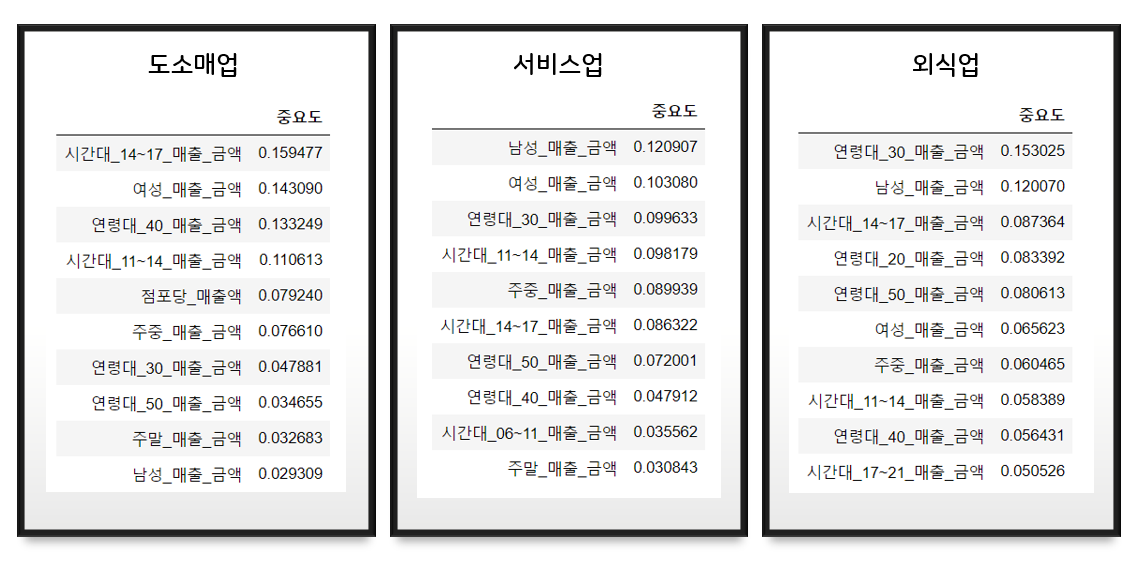 도소매업
중요도
시간대_14~17_매출_금액 0.159477
여성_매출_금액 0.143090
연령대_40_매출_금액 0.133249
시간대_11~14_매출_금액 0.110613
점포당_매출액 0.079240
주중_매출_금액 0.076610
연령대_30_매출_금액 0.047881
연령대_50_매출_금액 0.034655
주말_매출_금액 0.032683
남성_매출_금액 0.029309
서비스업
중요도
남성_매출_금액 0.120907
여성_매출_금액 0.103080
연령대_30_매출_금액 0.099633
시간대_11~14_매출_금액 0.098179
주중_매출_금액 0.089939
시간대_14~17_매출_금액 0.086322
연령대_50_매출_금액 0.072001
연령대_40_매출_금액 0.047912
시간대_06~11_매출_금액 0.035562
주말_매출_금액 0.030843
외식업
중요도
연령대_30_매출_금액 0.153025
남성_매출_금액 0.120070
시간대_14~17_매출_금액 0.087364
연령대_20_매출_금액 0.083392
연령대_50_매출_금액 0.080613
여성_매출_금액 0.065623
주중_매출_금액 0.060465
시간대_11~14_매출_금액 0.058389
연령대_40_매출_금액 0.056431
시간대_17~21_매출_금액 0.050526